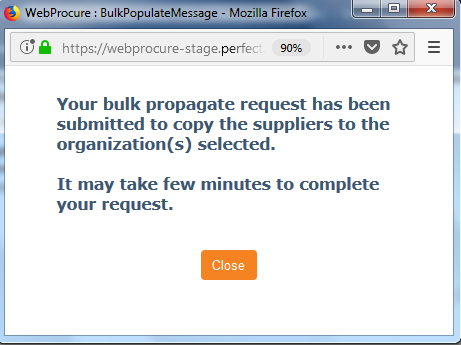 WebProcure : BulkPopulateMessage - Mozilla Firefox
https://webprocure-stage.perfect 90%
Your bulk propagate request has been
submitted to copy the suppliers to the
organization(s) selected.
It may take few minutes to complete
your request.
Close